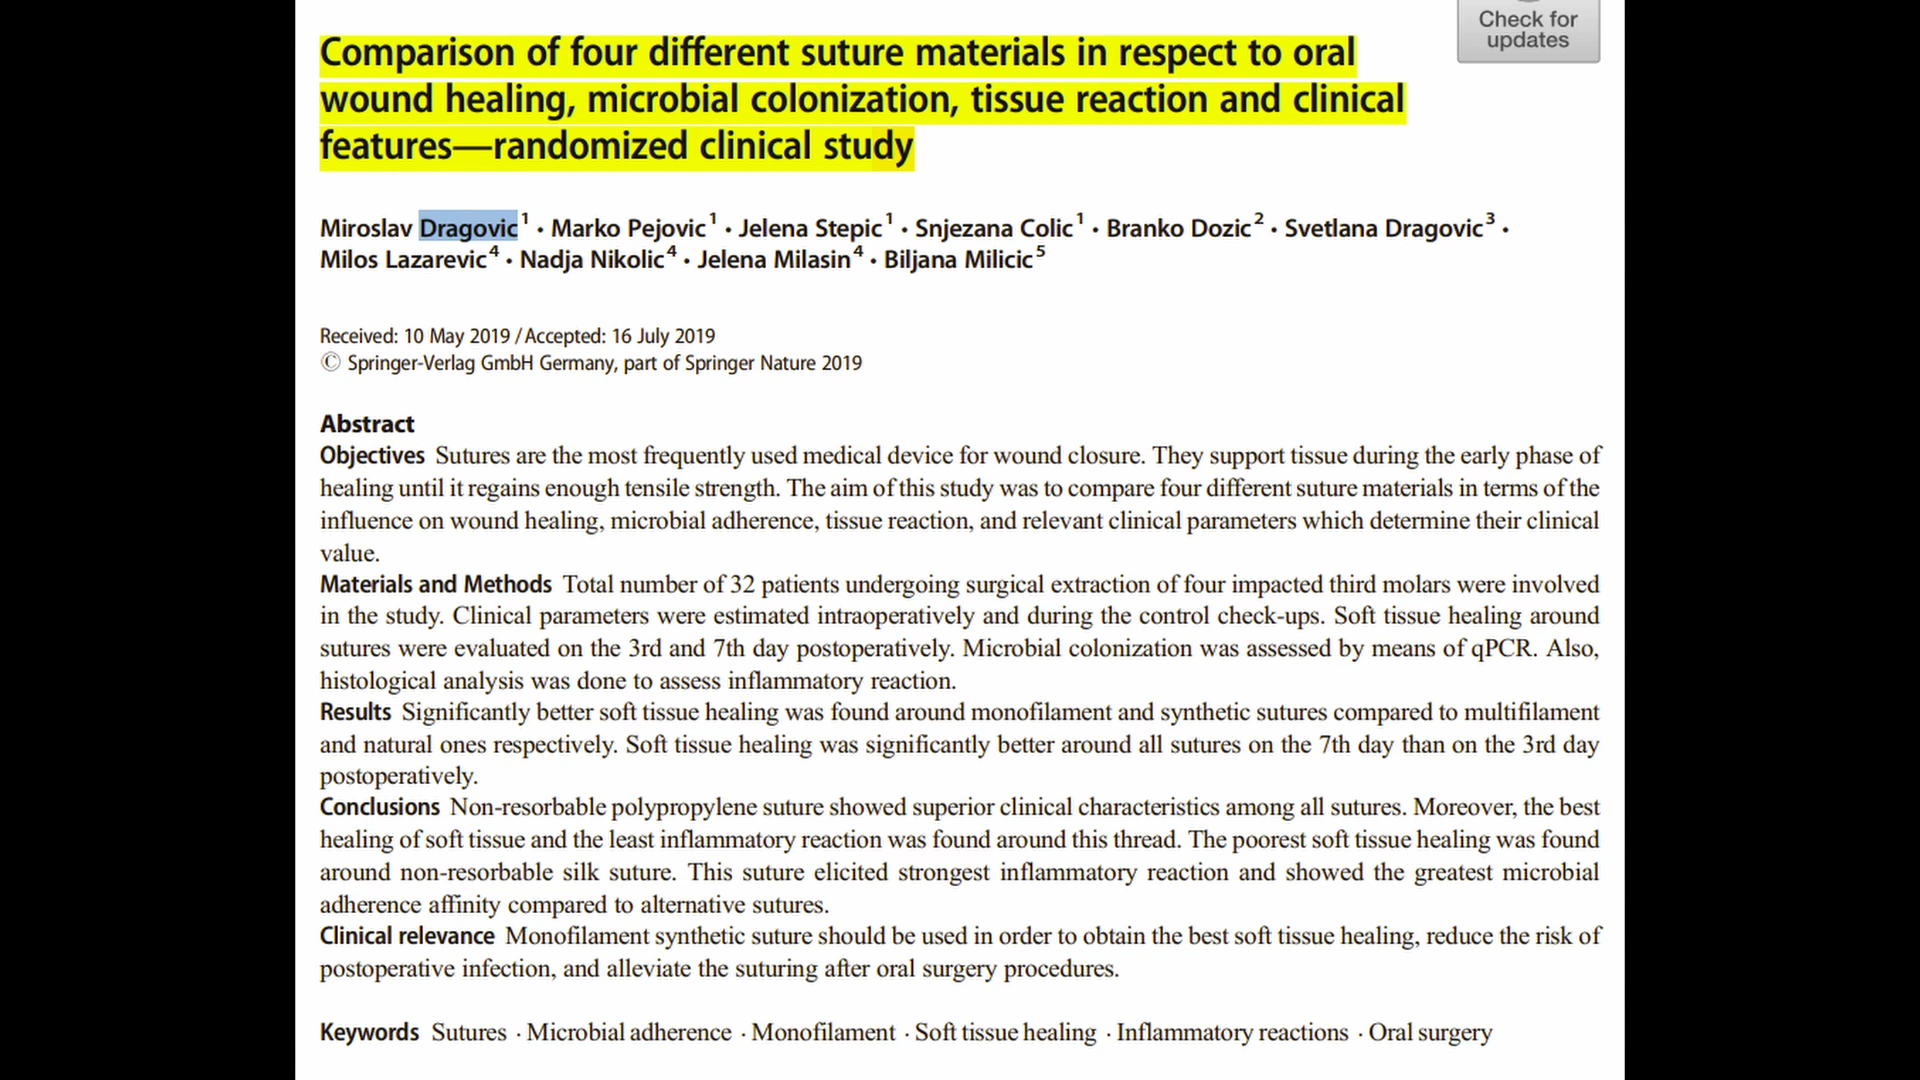 Check for
updates
Comparison of four different suture materials in respect to oral
wound healing, microbial colonization, tissue reaction and clinical
features—randomized clinical study
Miroslav Dragovic1 · Marko Pejovic1 · Jelena Stepic1 · Snjezana Colic1 · Branko Dozic2 · Svetlana Dragovic3 ·
Milos Lazarevic4 · Nadja Nikolic4 · Jelena Milasin4 · Biljana Milicic5
Received: 10 May 2019 / Accepted: 16 July 2019
© Springer-Verlag GmbH Germany, part of Springer Nature 2019
Abstract
Objectives Sutures are the most frequently used medical device for wound closure. They support tissue during the early phase of
healing until it regains enough tensile strength. The aim of this study was to compare four different suture materials in terms of the
influence on wound healing, microbial adherence, tissue reaction, and relevant clinical parameters which determine their clinical
value.
Materials and Methods Total number of 32 patients undergoing surgical extraction of four impacted third molars were involved
in the study. Clinical parameters were estimated intraoperatively and during the control check-ups. Soft tissue healing around
sutures were evaluated on the 3rd and 7th day postoperatively. Microbial colonization was assessed by means of qPCR. Also,
histological analysis was done to assess inflammatory reaction.
Results Significantly better soft tissue healing was found around monofilament and synthetic sutures compared to multifilament
and natural ones respectively. Soft tissue healing was significantly better around all sutures on the 7th day than on the 3rd day
postoperatively.
Conclusions Non-resorbable polypropylene suture showed superior clinical characteristics among all sutures. Moreover, the best
healing of soft tissue and the least inflammatory reaction was found around this thread. The poorest soft tissue healing was found
around non-resorbable silk suture. This suture elicited strongest inflammatory reaction and showed the greatest microbial
adherence affinity compared to alternative sutures.
Clinical relevance Monofilament synthetic suture should be used in order to obtain the best soft tissue healing, reduce the risk of
postoperative infection, and alleviate the suturing after oral surgery procedures.
Keywords Sutures · Microbial adherence · Monofilament · Soft tissue healing · Inflammatory reactions · Oral surgery